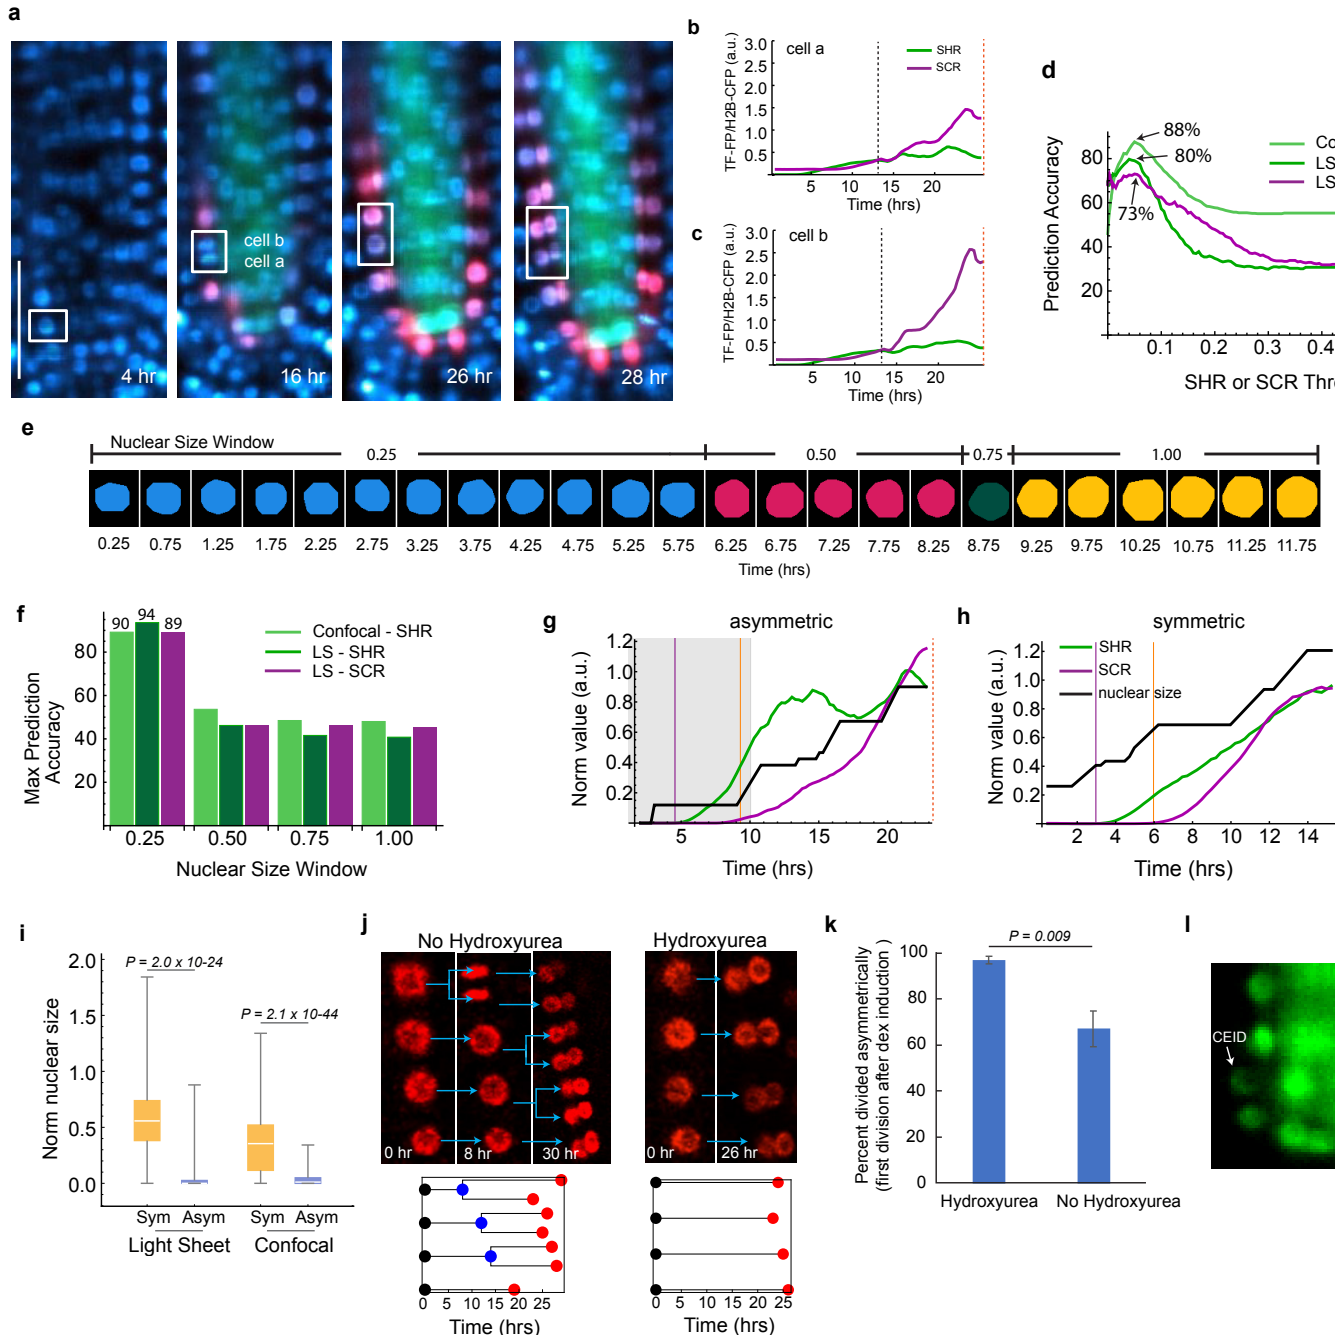 a
4 hr
16 hr
cell b
cell a
26 hr
28 hr
b
cell a
SHR
SCR
TF-FP/H2B-CFP (a.u.)
3.0
2.5
2.0
1.5
1.0
0.5
5
10
20
Time (hrs)
c
cell b
TF-FP/H2B-CFP (a.u.)
3.0
2.5
2.0
1.5
1.0
0.5
5
10
20
Time (hrs)
d
88%
80%
73%
Prediction Accuracy
80
60
40
20
0.1
0.2
0.3
0.4
SHR or SCR Thr
Co
LS
LS
e
Nuclear Size Window
0.25
0.50
0.75
1.00
0.25 0.75 1.25 1.75 2.25 2.75 3.25 3.75 4.25 4.75 5.25 5.75 6.25 6.75 7.25 7.75 8.25 8.75 9.25 9.75 10.25 10.75 11.25 11.75
Time (hrs)
f
Max Prediction
Accuracy
80
60
40
20
90 94 89
Confocal - SHR
LS - SHR
LS - SCR
0.25 0.50 0.75 1.00
Nuclear Size Window
g
asymmetric
Norm value (a.u.)
1.2
1.0
0.8
0.6
0.4
0.2
5 10 15 20
Time (hrs)
h
symmetric
SHR
SCR
nuclear size
Norm value (a.u.)
1.2
1.0
0.8
0.6
0.4
0.2
2 4 6 8 10 12 14
Time (hrs)
i
Norm nuclear size
2.0
1.5
1.0
0.5
0.0
P = 2.0 x 10-24
P = 2.1 x 10-44
Sym Asym Sym Asym
Light Sheet Confocal
j
No Hydroxyurea
0 hr 8 hr 30 hr
0 5 10 15 20 25
Time (hrs)
Hydroxyurea
0 hr 26 hr
0 5 10 15 20 25
Time (hrs)
k
P = 0.009
Percent divided asymmetrically
(first division after dex induction )
100
80
60
40
20
0
Hydroxyurea No Hydroxyurea
l
CEID